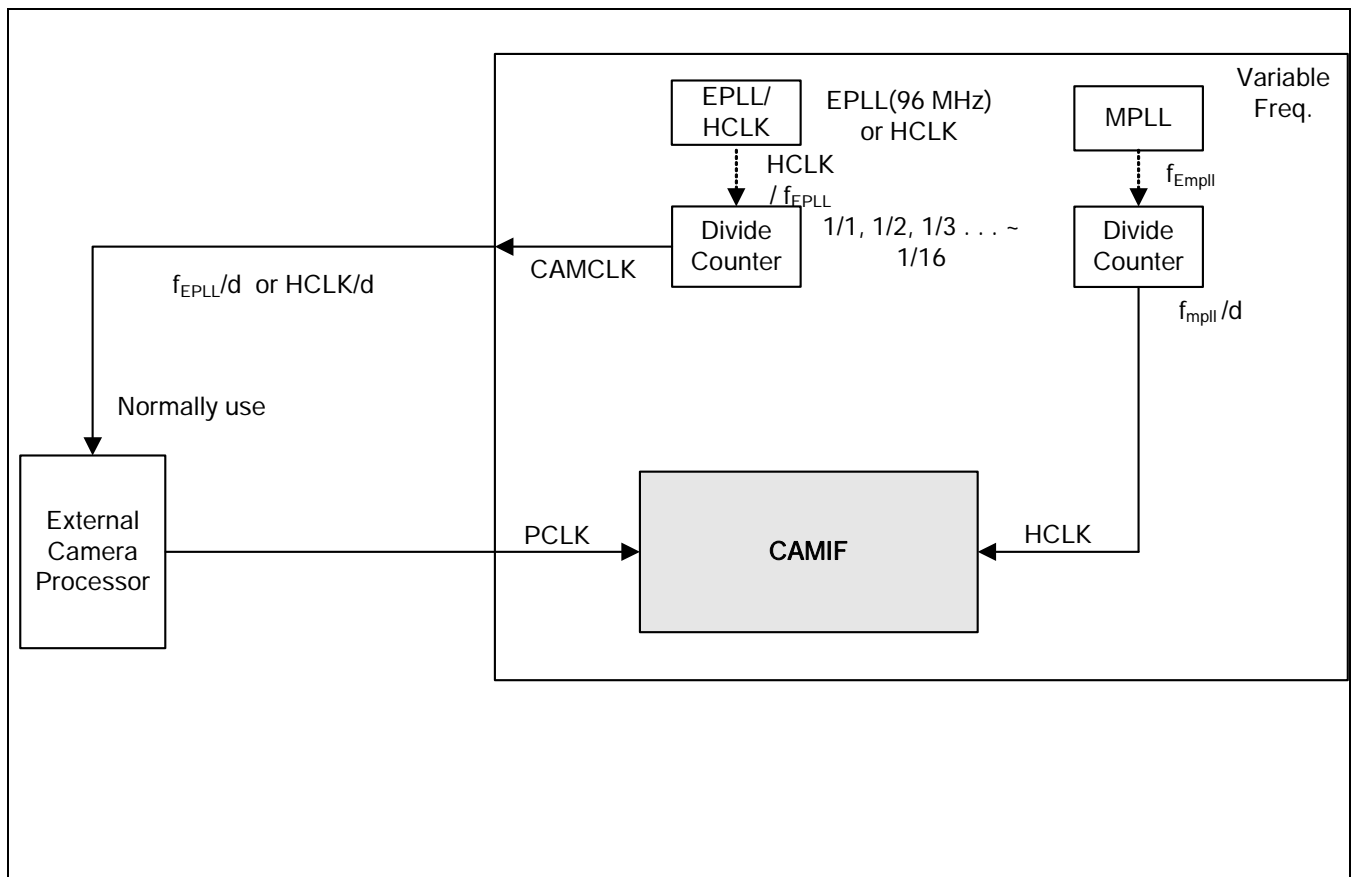 Variable
Freq.
EPLL/
HCLK
EPLL(96 MHz)
or HCLK
MPLL
HCLK
/ fEPLL
fEmpll
Divide
Counter
1/1, 1/2, 1/3 . . . ~
1/16
Divide
Counter
CAMCLK
fEPLL/d or HCLK/d
fmpll /d
Normally use
External
Camera
Processor
PCLK
CAMIF
HCLK